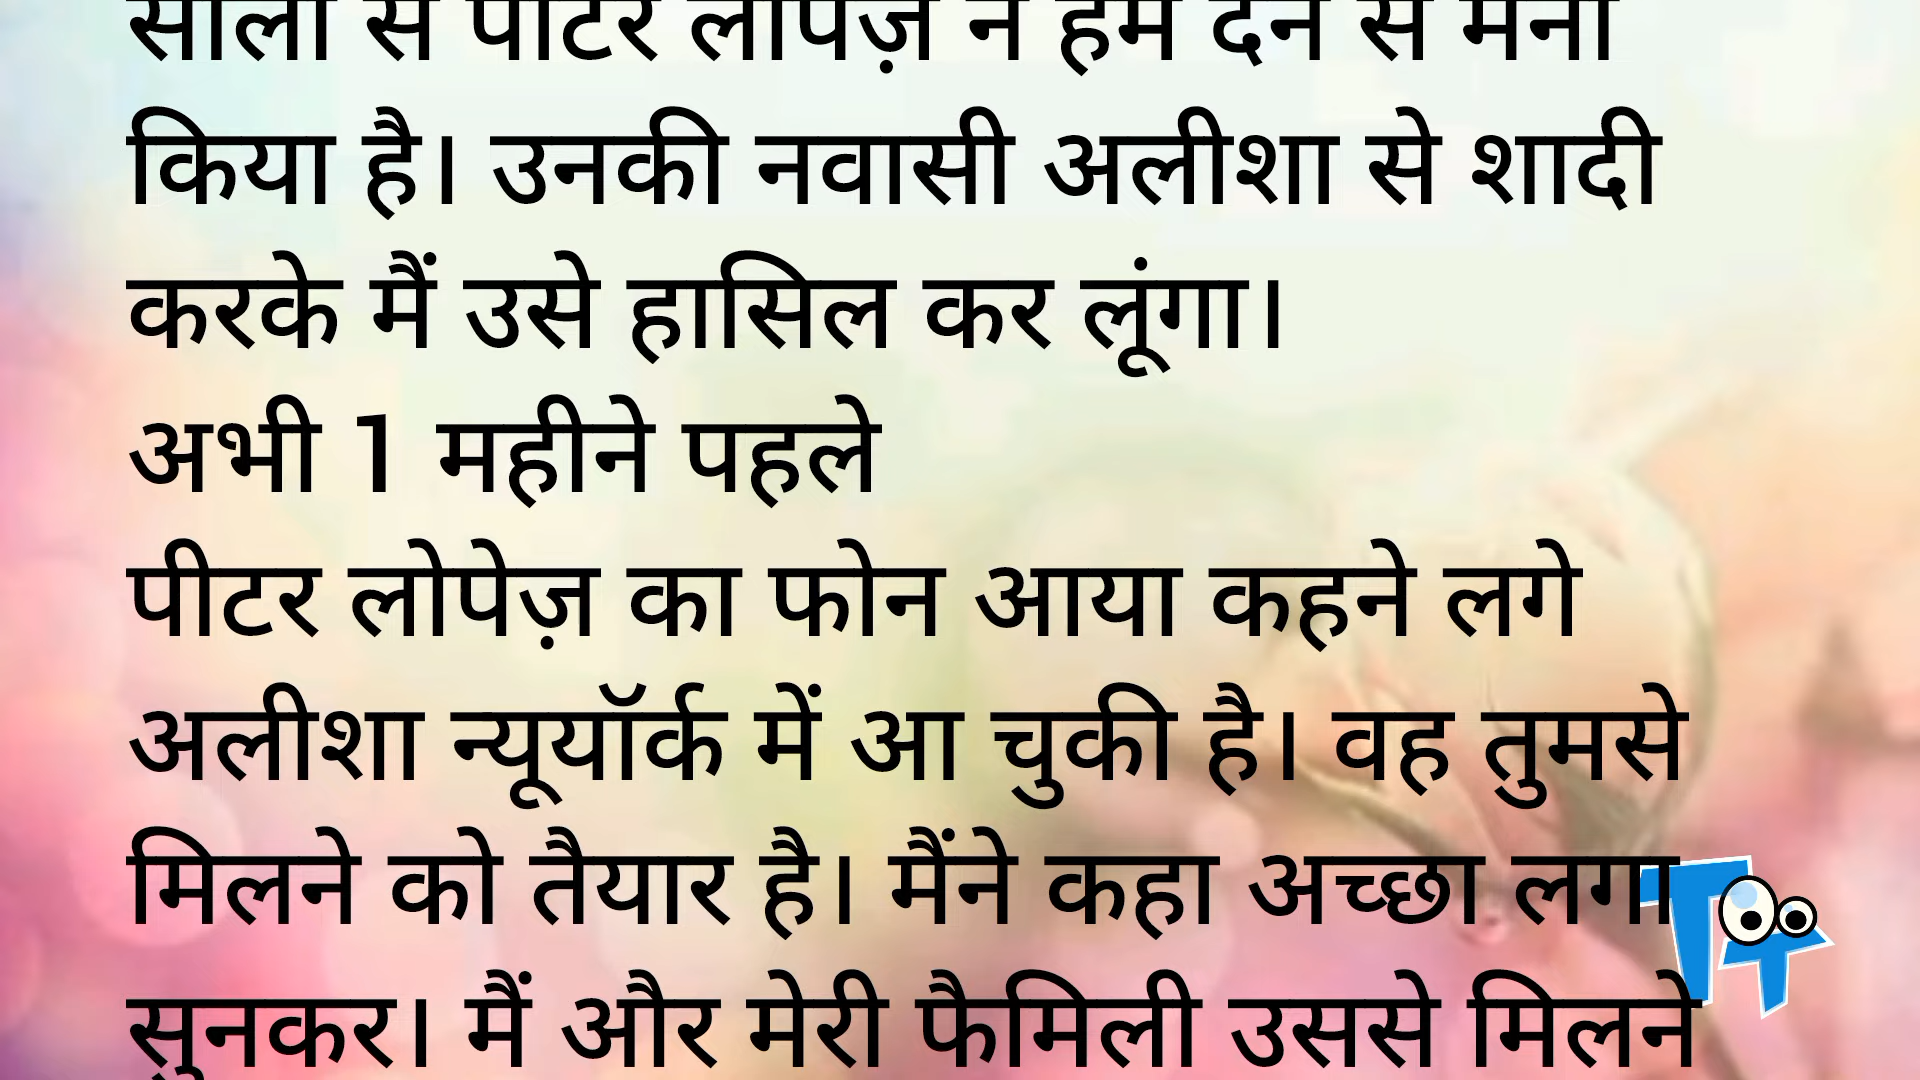 सालों से पीटर लोपेज़ ने हमें देने से मना
किया है। उनकी नवासी अलीशा से शादी
करके मैं उसे हासिल कर लूंगा।
अभी 1 महीने पहले
पीटर लोपेज़ का फोन आया कहने लगे
अलीशा न्यूयॉर्क में आ चुकी है। वह तुमसे
मिलने को तैयार है। मैंने कहा अच्छा लगा
सुनकर। मैं और मेरी फैमिली उससे मिलने